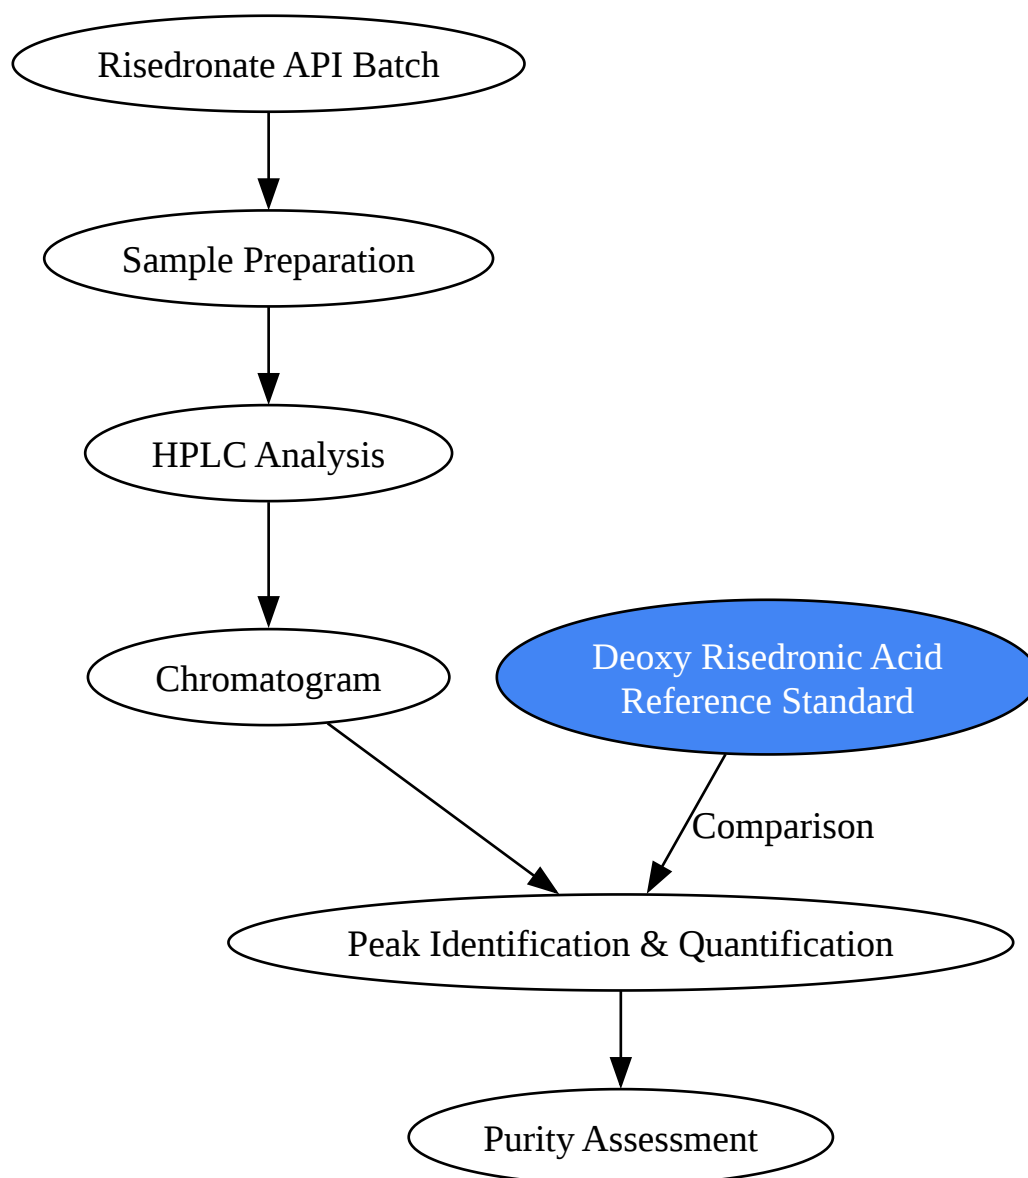 Risedronate API Batch
Sample Preparation
HPLC Analysis
Chromatogram
Deoxy Risedronic Acid
Reference Standard
Comparison
Peak Identification & Quantification
Purity Assessment